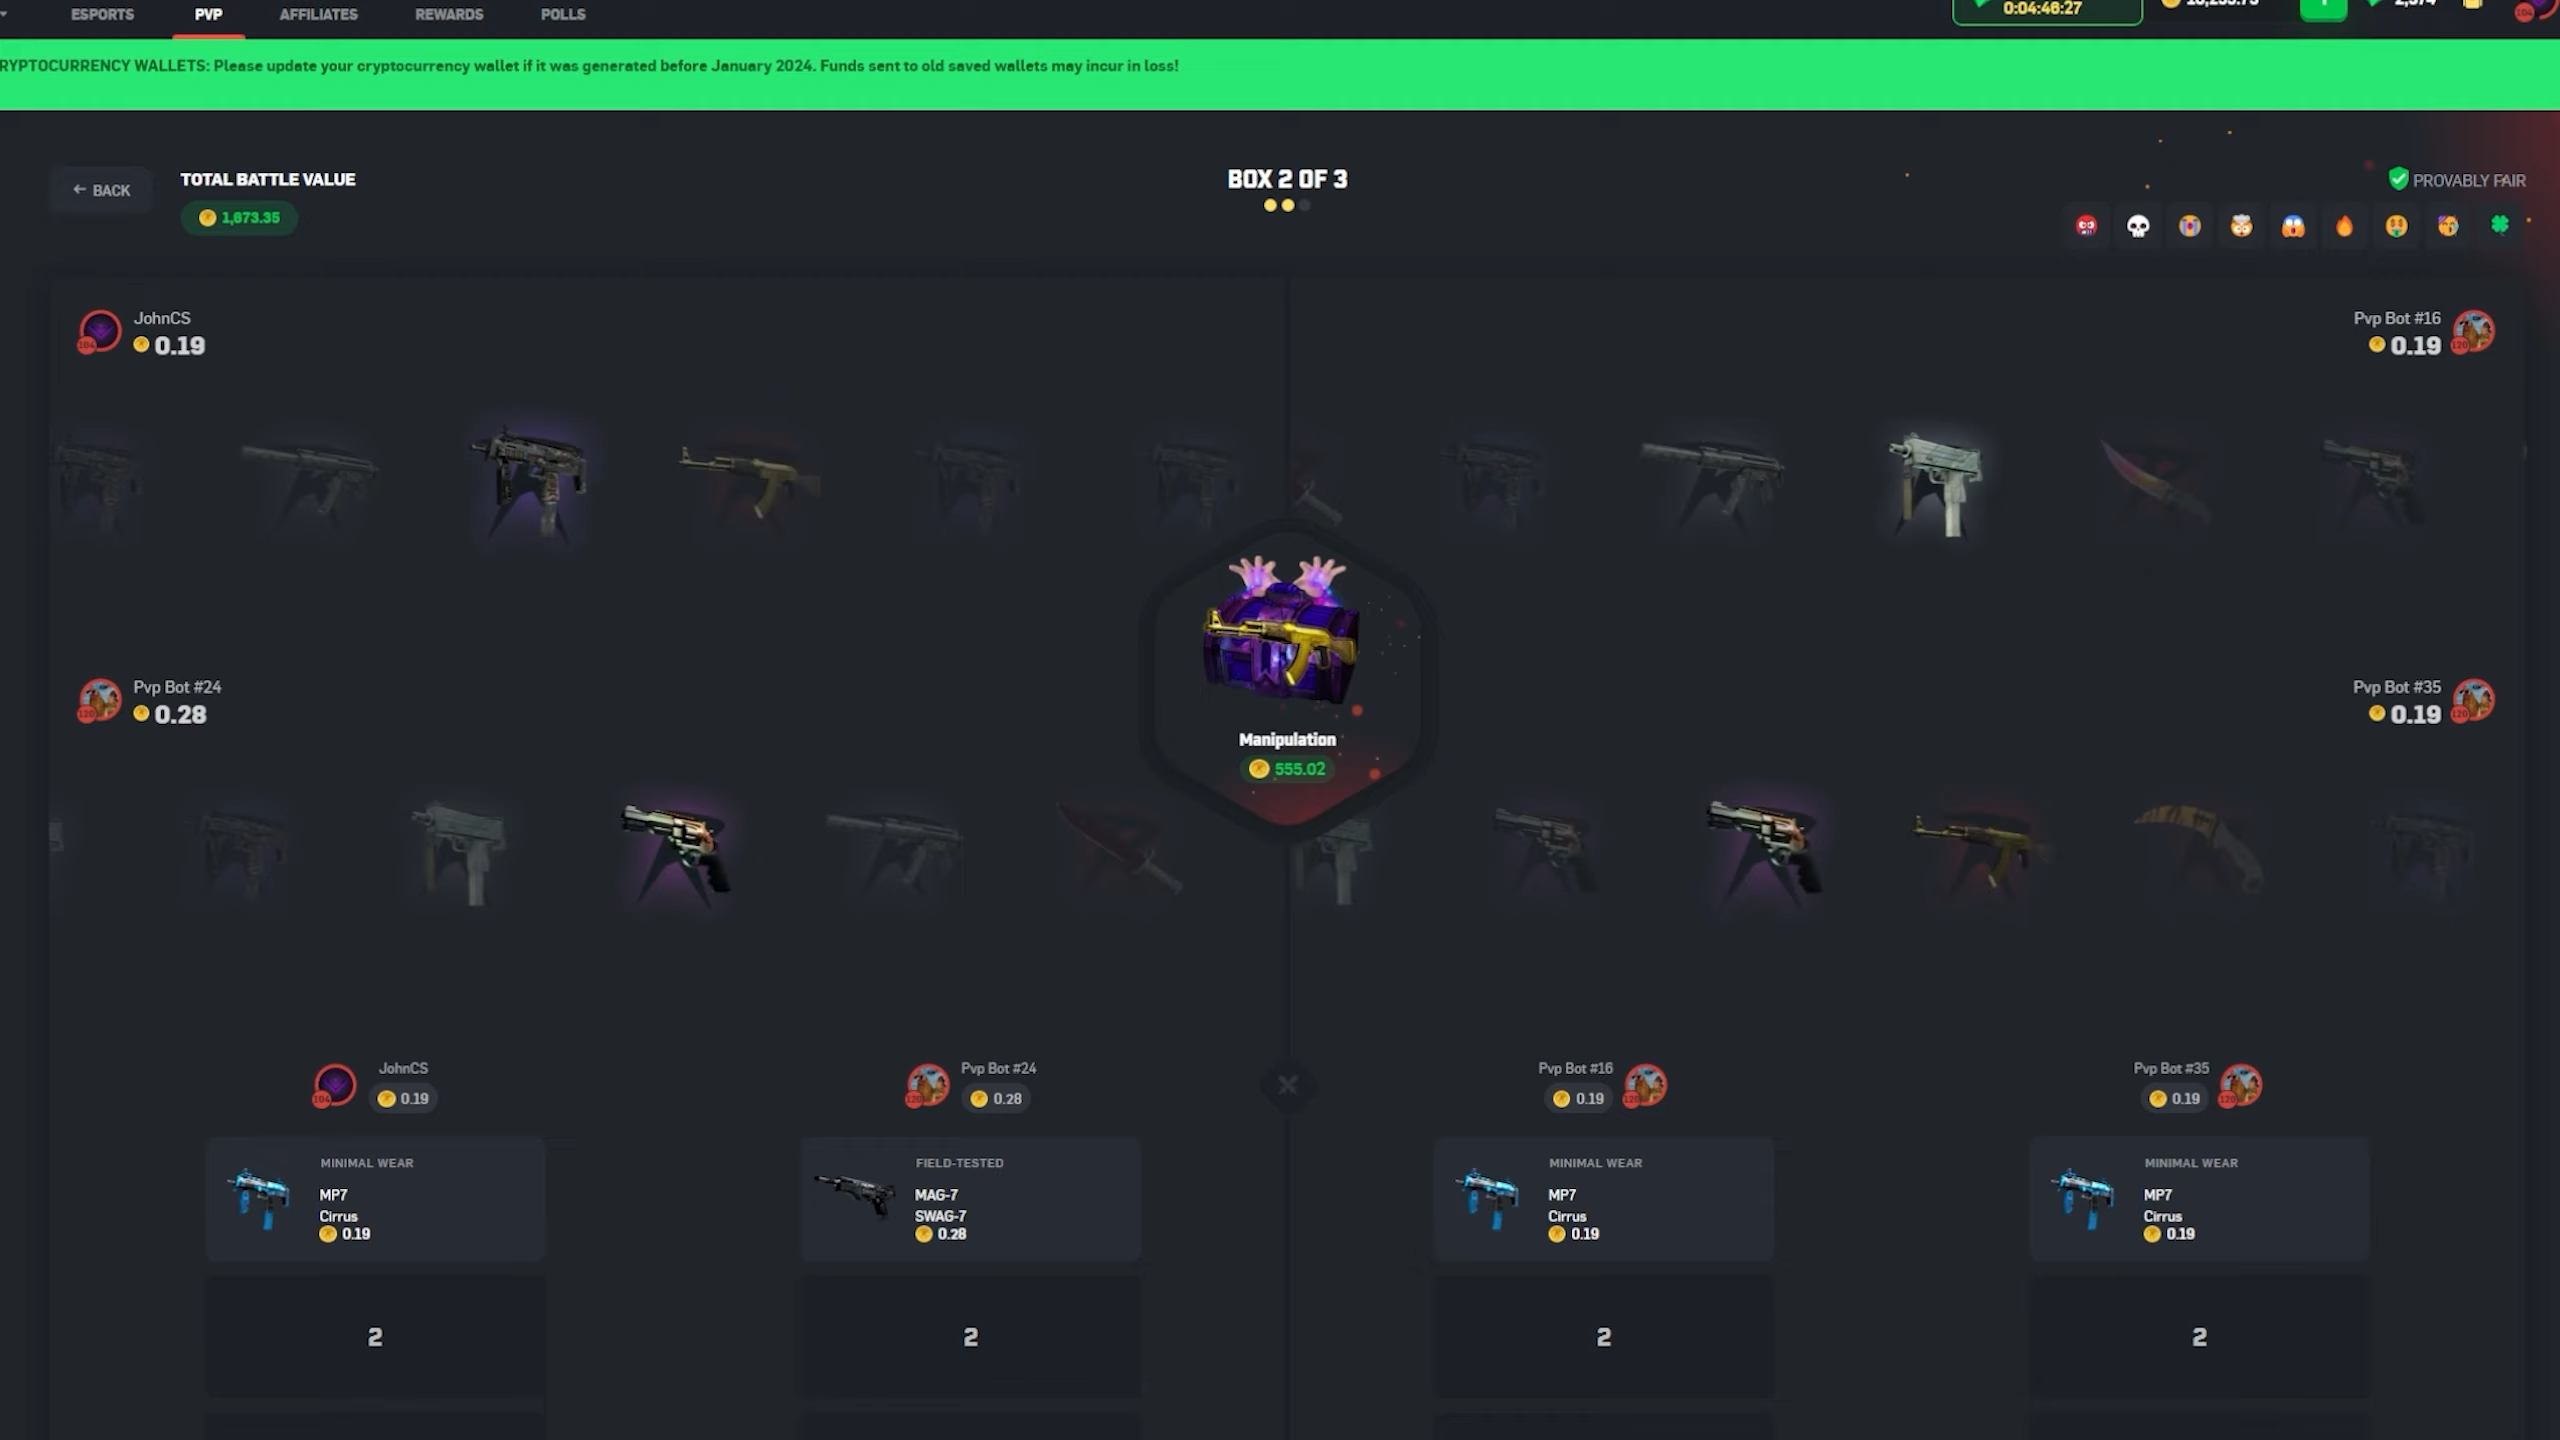 ESPORTS
PVP
AFFILIATES
REWARDS
POLLS
0:04:46:27
RYPTOCURRENCY WALLETS: Please update your cryptocurrency wallet if it was generated before January 2024. Funds sent to old saved wallets may incur in loss!
BACK
TOTAL BATTLE VALUE
1,673.35
BOX 2 OF 3
PROVABLY FAIR
JohnCS
0.19
Pvp Bot #16
0.19
Pvp Bot #24
0.28
Pvp Bot #35
0.19
Manipulation
555.02
JohnCS
0.19
Pvp Bot #24
0.28
Pvp Bot #16
0.19
Pvp Bot #35
0.19
MINIMAL WEAR
MP7
Cirrus
0.19
FIELD-TESTED
MAG-7
SWAG-7
0.28
MINIMAL WEAR
MP7
Cirrus
0.19
MINIMAL WEAR
MP7
Cirrus
0.19
2
2
2
2